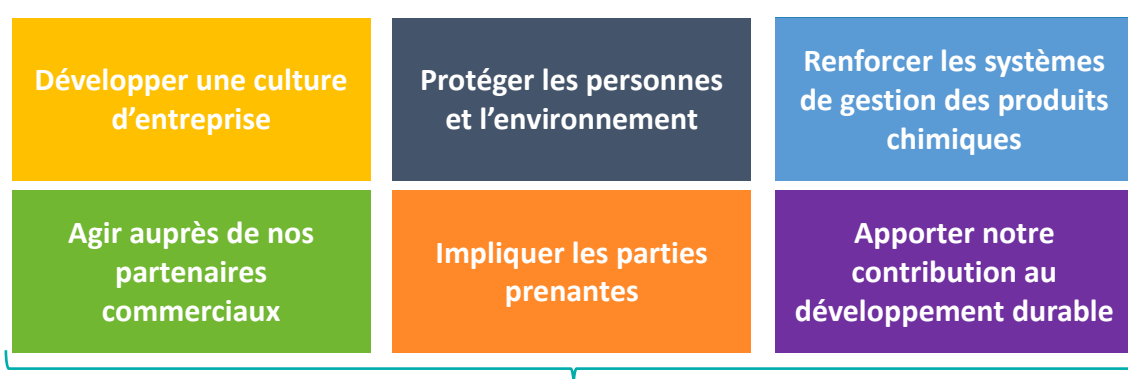 Développer une culture
d’entreprise
Protéger les personnes
et l’environnement
Renforcer les systèmes
de gestion des produits
chimiques
Agir auprès de nos
partenaires
commerciaux
Impliquer les parties
prenantes
Apporter notre
contribution au
développement durable